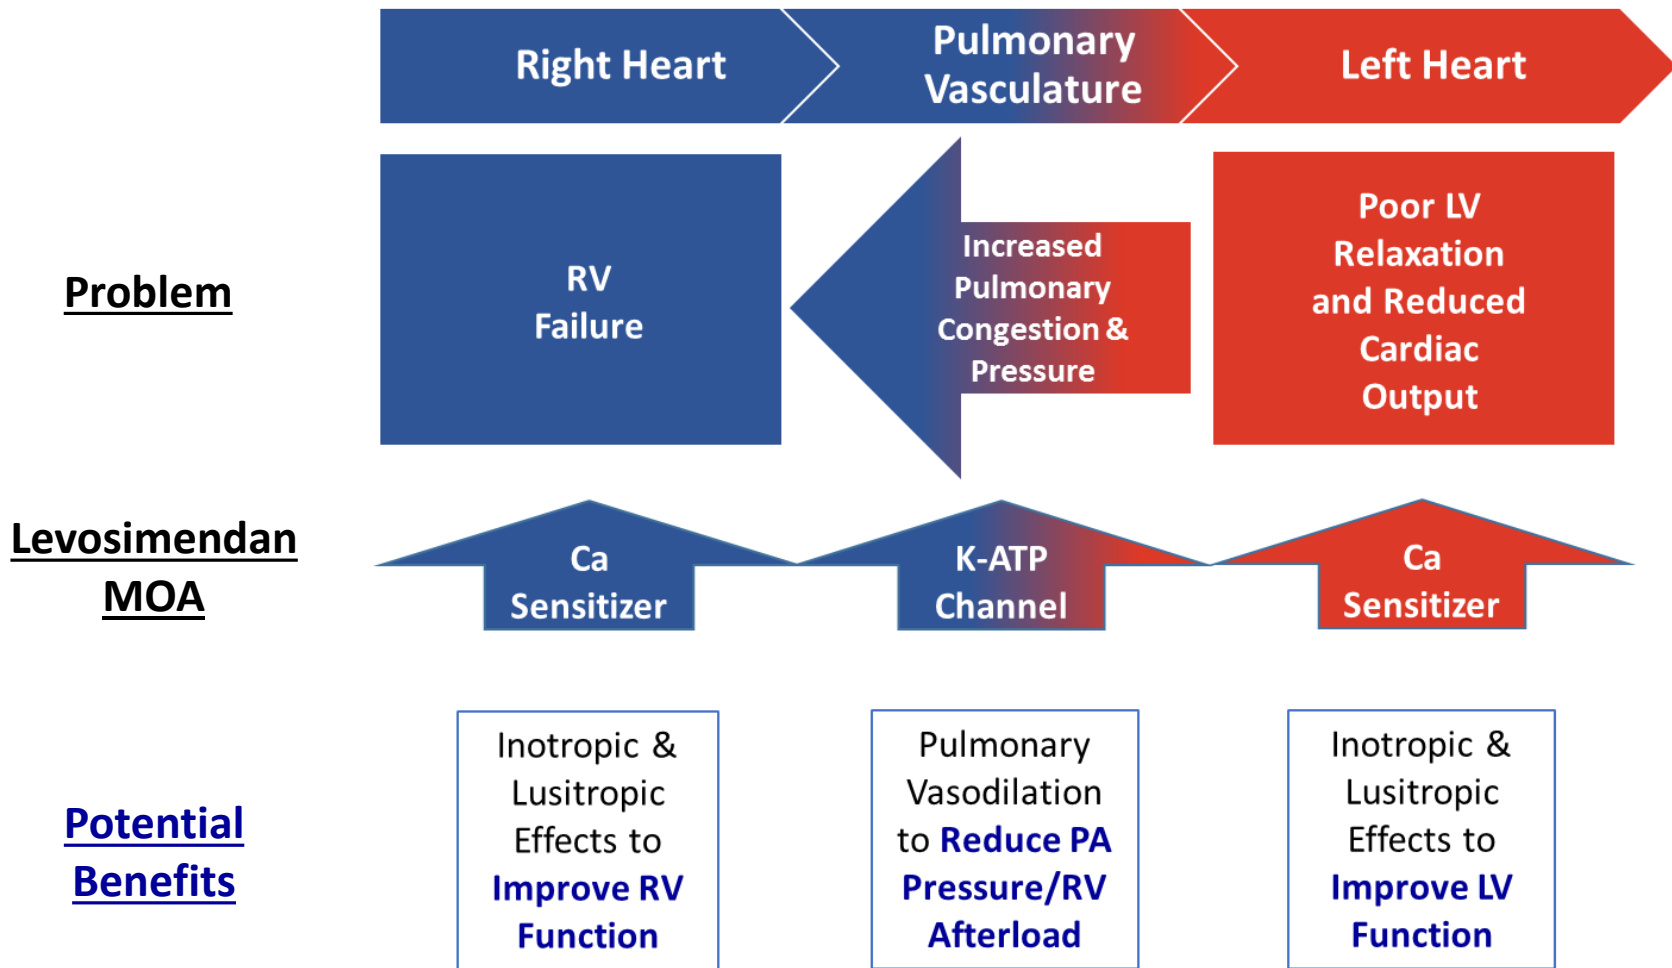 Right Heart
Pulmonary
Vasculature
Left Heart
Problem
RV
Failure
Increased
Pulmonary
Congestion &
Pressure
Poor LV
Relaxation
and Reduced
Cardiac
Output
Levosimendan
MOA
Ca
Sensitizer
K-ATP
Channel
Ca
Sensitizer
Potential
Benefits
Inotropic &
Lusitropic
Effects to
Improve RV
Function
Pulmonary
Vasodilation
to Reduce PA
Pressure/RV
Afterload
Inotropic &
Lusitropic
Effects to
Improve LV
Function